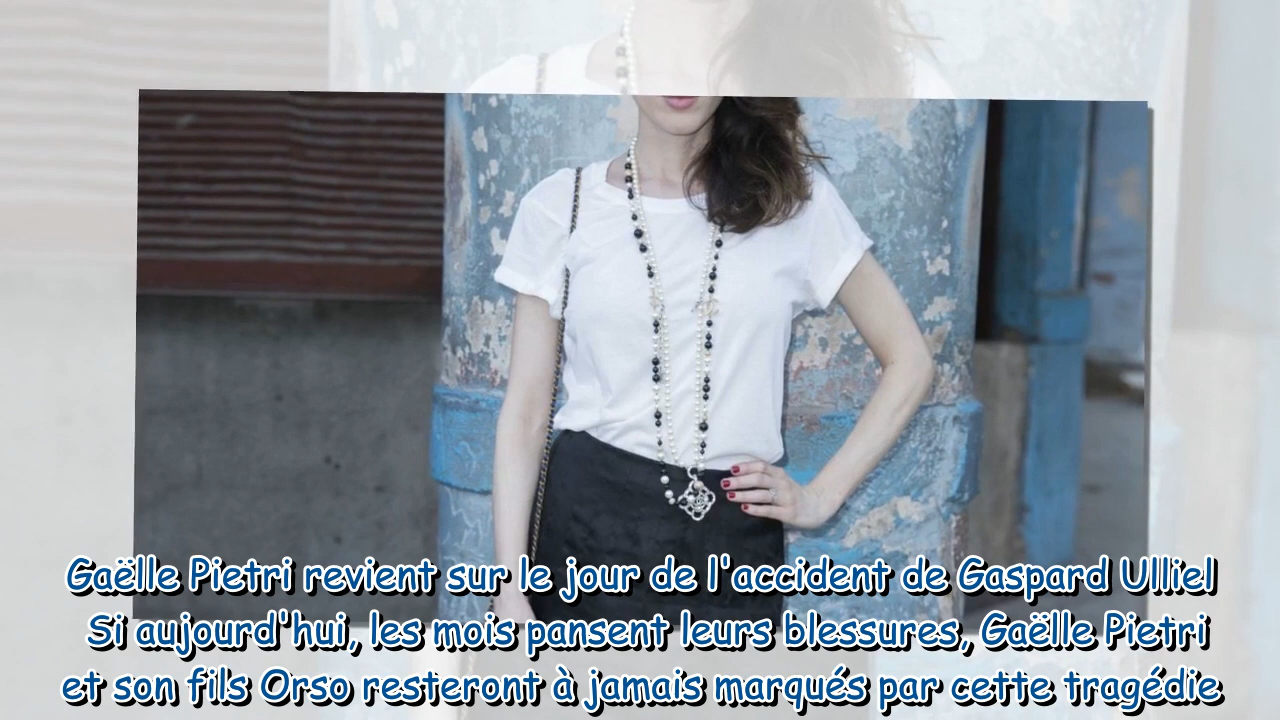 Gaëlle Pietri revient sur le jour de l'accident de Gaspard Ulliel
Si aujourd'hui, les mois pansent leurs blessures, Gaëlle Pietri
et son fils Orso resteront à jamais marqués par cette tragédie